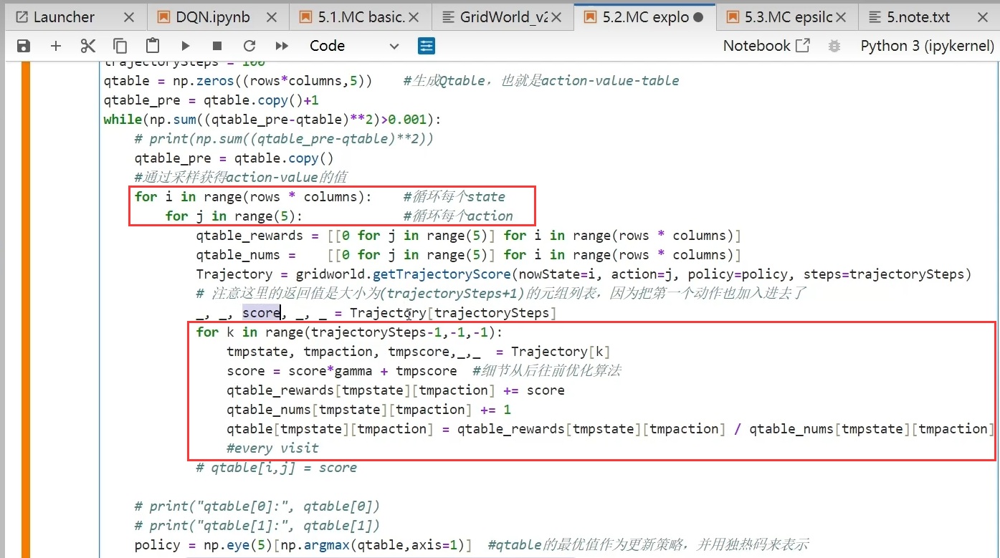 Launcher
DQN.ipynb
5.1.MC basic.
GridWorld_v2
5.2.MC explo
5.3.MC epsilc
5.note.txt
Code
Notebook
Python 3 (ipykernel)
trajectorySteps = 100
qtable = np.zeros((rows*columns,5))    #生成Qtable，也就是action-value-table
qtable_pre = qtable.copy()+1
while(np.sum((qtable_pre-qtable)**2)>0.001):
    # print(np.sum((qtable_pre-qtable)**2))
    qtable_pre = qtable.copy()
    #通过采样获得action-value的值
    for i in range(rows * columns):    #循环每个state
        for j in range(5):             #循环每个action
            qtable_rewards = [[0 for j in range(5)] for i in range(rows * columns)]
            qtable_nums =    [[0 for j in range(5)] for i in range(rows * columns)]
            Trajectory = gridworld.getTrajectoryScore(nowState=i, action=j, policy=policy, steps=trajectorySteps)
            # 注意这里的返回值是大小为(trajectorySteps+1)的元组列表，因为把第一个动作也加入进去了
            _, _, score, _, _ = Trajectory[trajectorySteps]
            for k in range(trajectorySteps-1,-1,-1):
                tmpstate, tmpaction, tmpscore,_,_  = Trajectory[k]
                score = score*gamma + tmpscore  #细节从后往前优化算法
                qtable_rewards[tmpstate][tmpaction] += score
                qtable_nums[tmpstate][tmpaction] += 1
                qtable[tmpstate][tmpaction] = qtable_rewards[tmpstate][tmpaction] / qtable_nums[tmpstate][tmpaction]
                #every visit
            # qtable[i,j] = score
    # print("qtable[0]:", qtable[0])
    # print("qtable[1]:", qtable[1])
    policy = np.eye(5)[np.argmax(qtable,axis=1)]  #qtable的最优值作为更新策略，并用独热码来表示